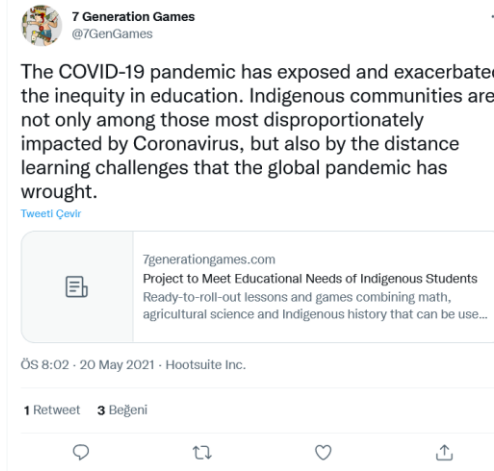 7 Generation Games
@7GenGames
The COVID-19 pandemic has exposed and exacerbated
the inequity in education. Indigenous communities are
not only among those most disproportionately
impacted by Coronavirus, but also by the distance
learning challenges that the global pandemic has
wrought.
Tweeti Çevir
7generationgames.com
Project to Meet Educational Needs of Indigenous Students
Ready-to-roll-out lessons and games combining math,
agricultural science and Indigenous history that can be use...
ÖS 8:02 · 20 May 2021 · Hootsuite Inc.
1 Retweet 3 Beğeni